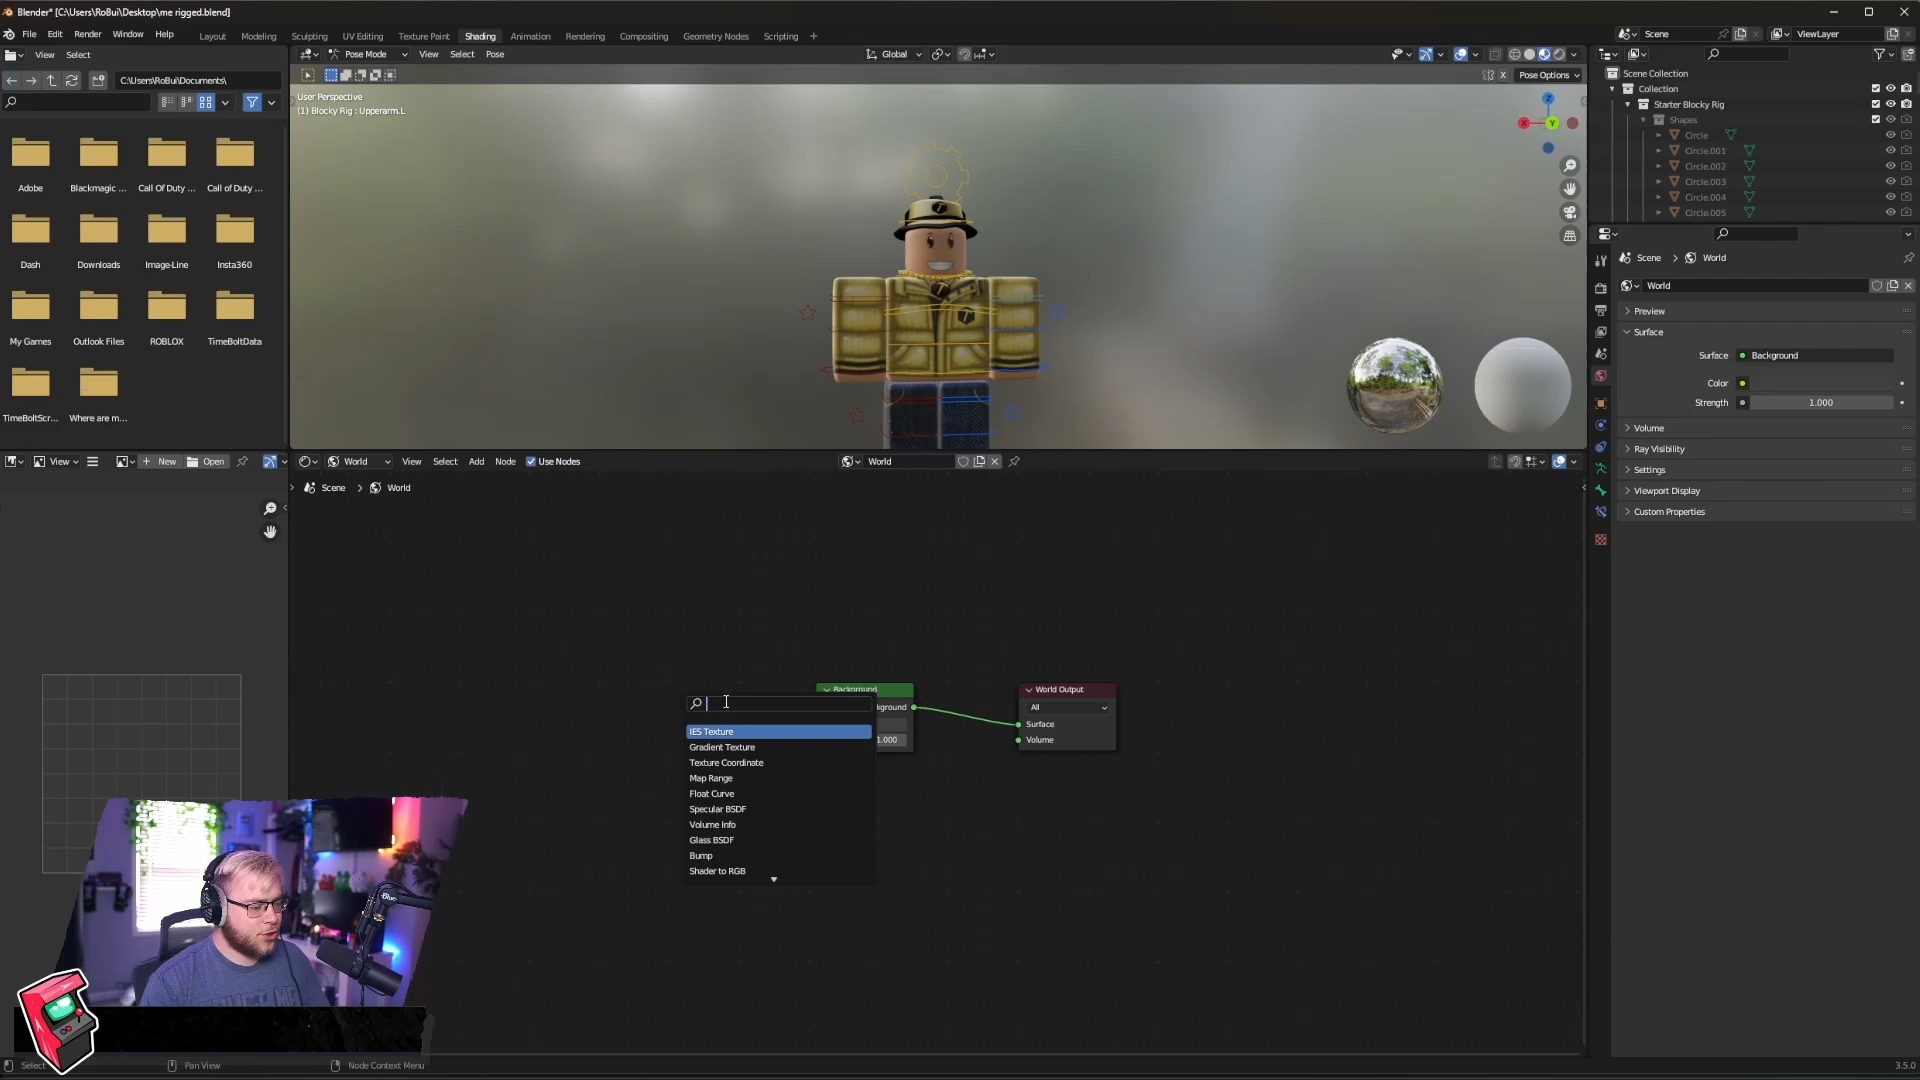 Blender* [C:\Users\RoBui\Desktop\me rigged.blend]
File Edit Render Window Help Layout Modeling Sculpting UV Editing Texture Paint Shading Animation Rendering Compositing Geometry Nodes Scripting + Scene ViewLayer
View Select Pose Mode View Select Pose Global
C:\Users\RoBui\Documents\ Pose Options
User Perspective
(1) Blocky Rig : Upperarm.L
Z
X
Y
Adobe Blackmagic ... Call Of Duty ... Call of Duty ...
Dash Downloads Image-Line Insta360
My Games Outlook Files ROBLOX TimeBoltData
TimeBoltScr... Where are m...
Scene Collection
Collection
Starter Blocky Rig
Shapes
Circle
Circle.001
Circle.002
Circle.003
Circle.004
Circle.005
Scene > World
World
Preview
Surface
Surface Background
Color
Strength 1.000
Volume
Ray Visibility
Settings
Viewport Display
Custom Properties
View + New Open World View Select Add Node Use Nodes World
Scene > World
Background
kground
1.000
World Output
All
Surface
Volume
IES Texture
Gradient Texture
Texture Coordinate
Map Range
Float Curve
Specular BSDF
Volume Info
Glass BSDF
Bump
Shader to RGB
Blue
Select Pan View Node Context Menu 3.5.0